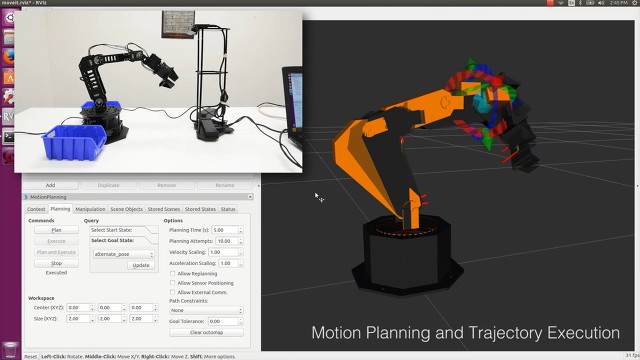 moveit.rviz* - RViz
2:45 PM
Add
Duplicate
Remove
Rename
MotionPlanning
Context Planning Manipulation Scene Objects Stored Scenes Stored States Status
Commands
Plan
Execute
Plan and Execute
Stop
Executed
Query
Select Start State:
Select Goal State:
alternate_pose
Update
Options
Planning Time (s): 5.00
Planning Attempts: 10.00
Velocity Scaling: 1.00
Acceleration Scaling: 1.00
Allow Replanning
Allow Sensor Positioning
Allow External Comm.
Path Constraints:
None
Goal Tolerance: 0.00
Clear octomap
Workspace
Center (XYZ): 0.00 0.00 0.00
Size (XYZ): 2.00 2.00 2.00
Motion Planning and Trajectory Execution
Reset Left-Click: Rotate. Middle-Click: Move X/Y. Right-Click: Move Z. Shift: More options.
31 fps